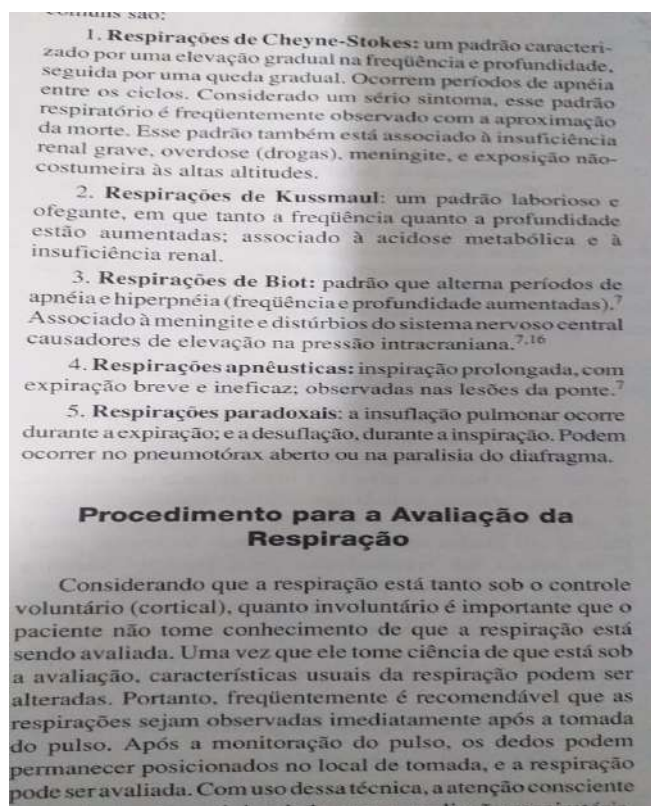 comuns são:
1. Respirações de Cheyne-Stokes: um padrão caracteri-
zado por uma elevação gradual na freqüência e profundidade,
seguida por uma queda gradual. Ocorrem períodos de apnéia
entre os ciclos. Considerado um sério sintoma, esse padrão
respiratório é freqüentemente observado com a aproximação
da morte. Esse padrão também está associado à insuficiência
renal grave, overdose (drogas), meningite, e exposição não-
costumeira às altas altitudes.
2. Respirações de Kussmaul: um padrão laborioso e
ofegante, em que tanto a freqüência quanto a profundidade
estão aumentadas; associado à acidose metabólica e à
insuficiência renal.
3. Respirações de Biot: padrão que alterna períodos de
apnéia e hiperpnéia (freqüência e profundidade aumentadas).7
Associado à meningite e distúrbios do sistema nervoso central
causadores de elevação na pressão intracraniana.7,16
4. Respirações apnêusticas: inspiração prolongada, com
expiração breve e ineficaz; observadas nas lesões da ponte.7
5. Respirações paradoxais: a insuflação pulmonar ocorre
durante a expiração; e a desuflação, durante a inspiração. Podem
ocorrer no pneumotórax aberto ou na paralisia do diafragma.
Procedimento para a Avaliação da
Respiração
Considerando que a respiração está tanto sob o controle
voluntário (cortical), quanto involuntário é importante que o
paciente não tome conhecimento de que a respiração está
sendo avaliada. Uma vez que ele tome ciência de que está sob
a avaliação, características usuais da respiração podem ser
alteradas. Portanto, freqüentemente é recomendável que as
respirações sejam observadas imediatamente após a tomada
do pulso. Após a monitoração do pulso, os dedos podem
permanecer posicionados no local de tomada, e a respiração
pode ser avaliada. Com uso dessa técnica, a atenção consciente